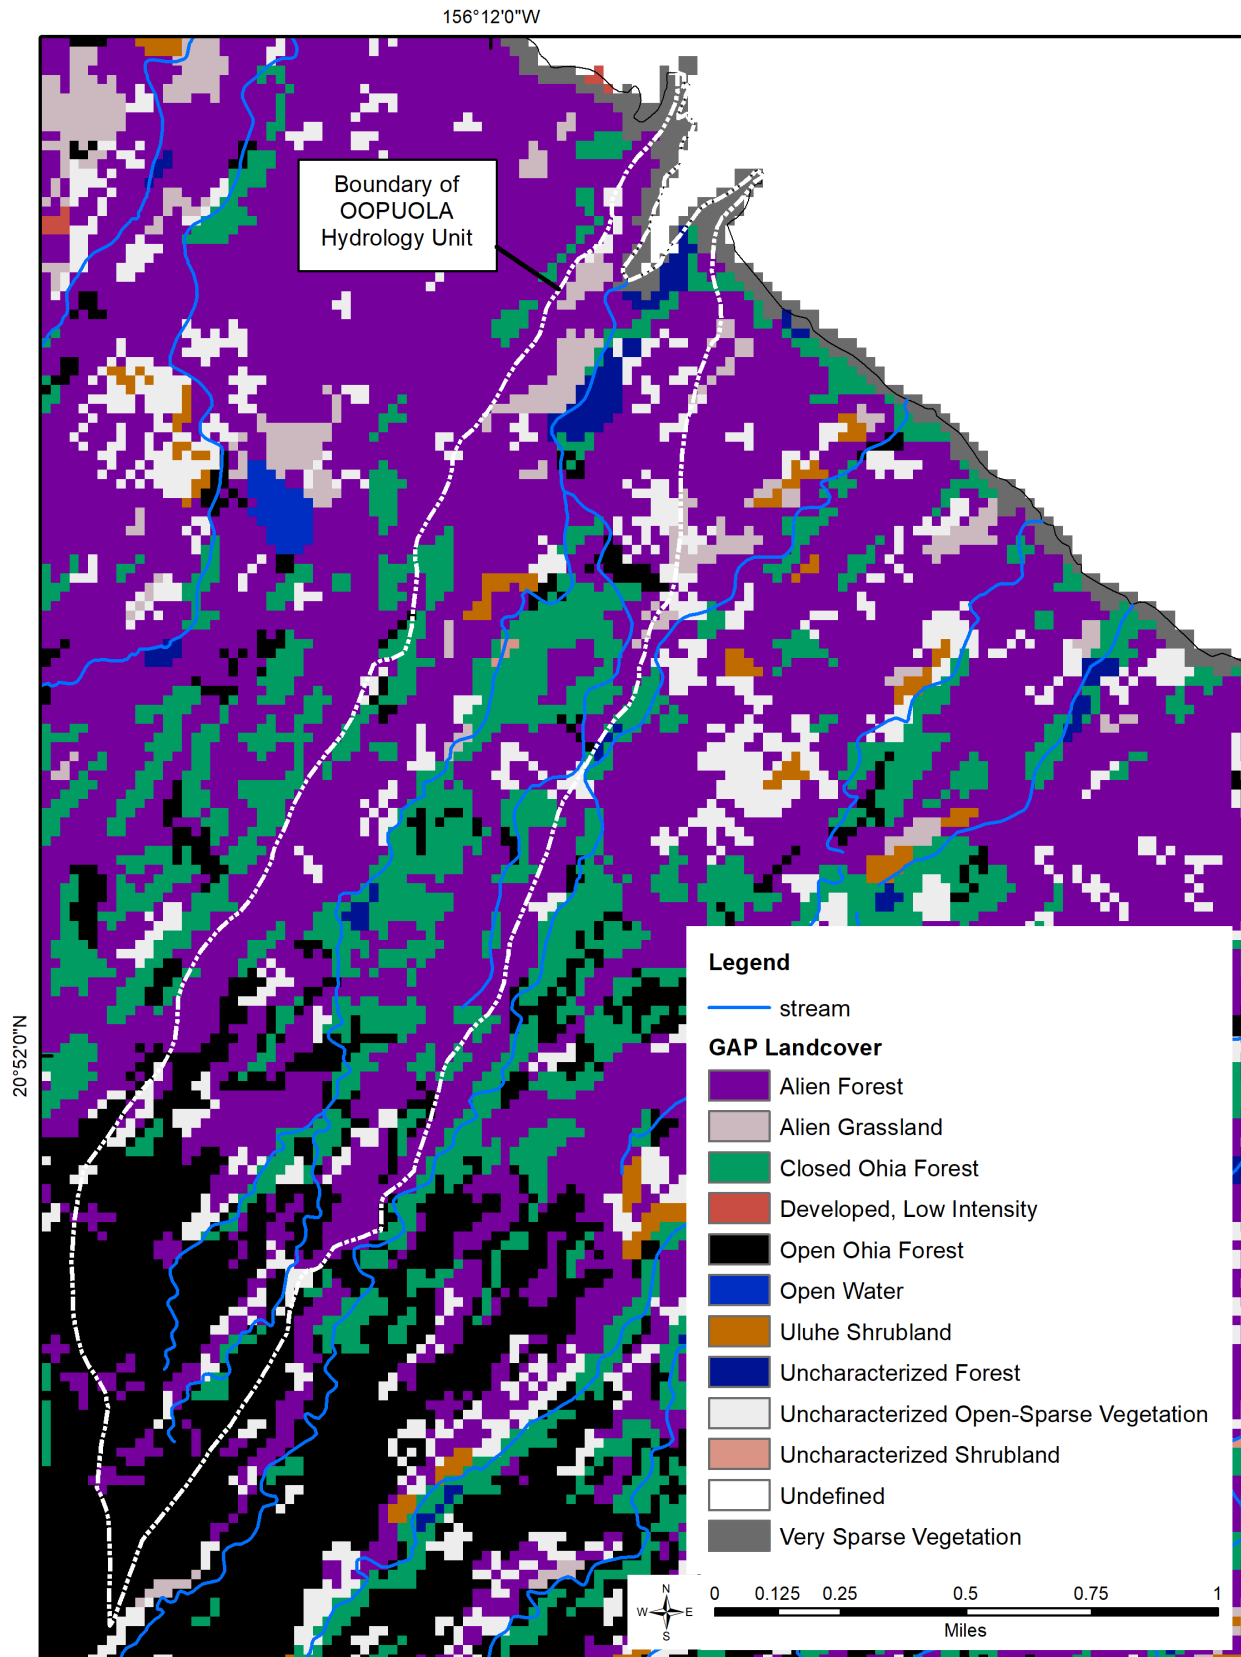 156°12'0"W
Boundary of
OOPUOLA
Hydrology Unit
20°52'0"N
Legend
stream
GAP Landcover
Alien Forest
Alien Grassland
Closed Ohia Forest
Developed, Low Intensity
Open Ohia Forest
Open Water
Uluhe Shrubland
Uncharacterized Forest
Uncharacterized Open-Sparse Vegetation
Uncharacterized Shrubland
Undefined
Very Sparse Vegetation
N
W E
S
0 0.125 0.25 0.5 0.75 1
Miles